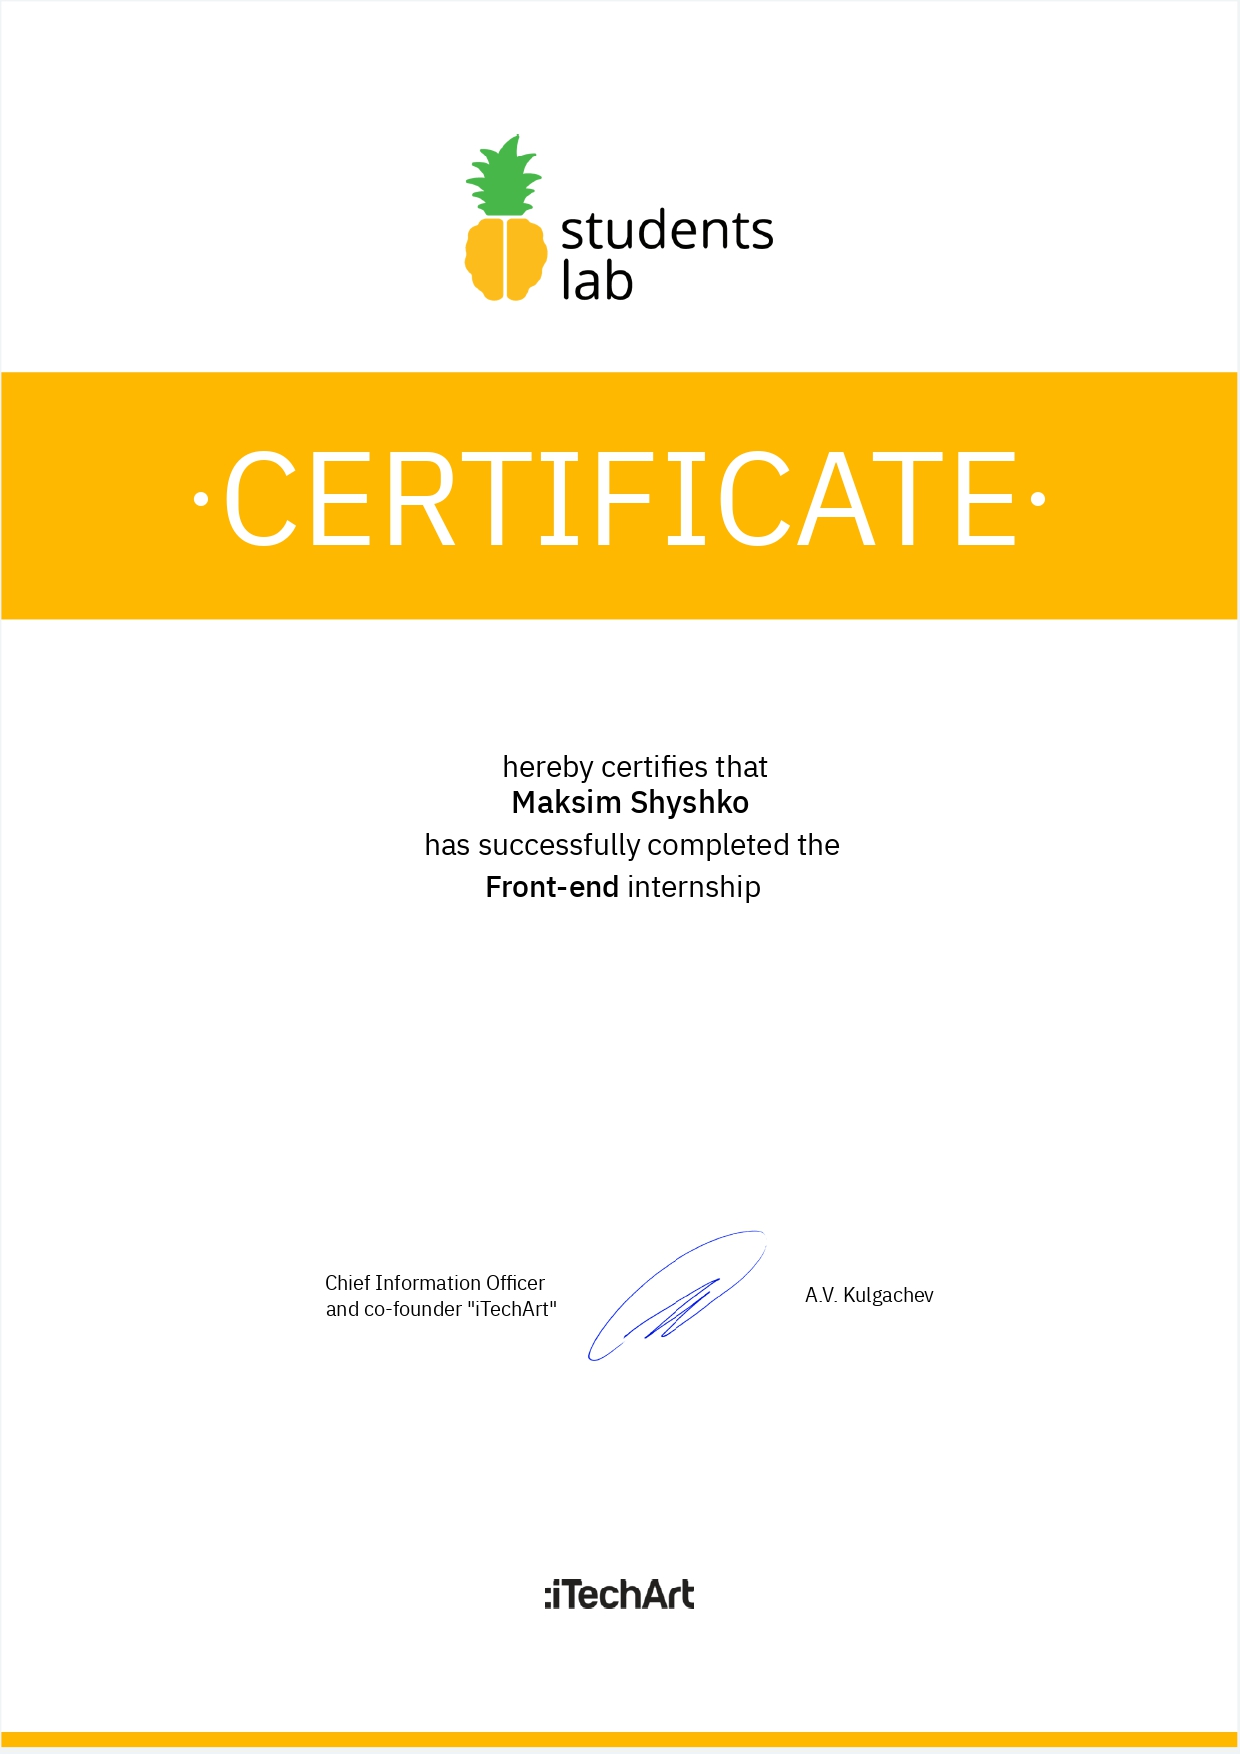 students
lab
·CERTIFICATE·
hereby certifies that
Maksim Shyshko
has successfully completed the
Front-end internship
Chief Information Officer
and co-founder "iTechArt"
A.V. Kulgachev
:iTechArt